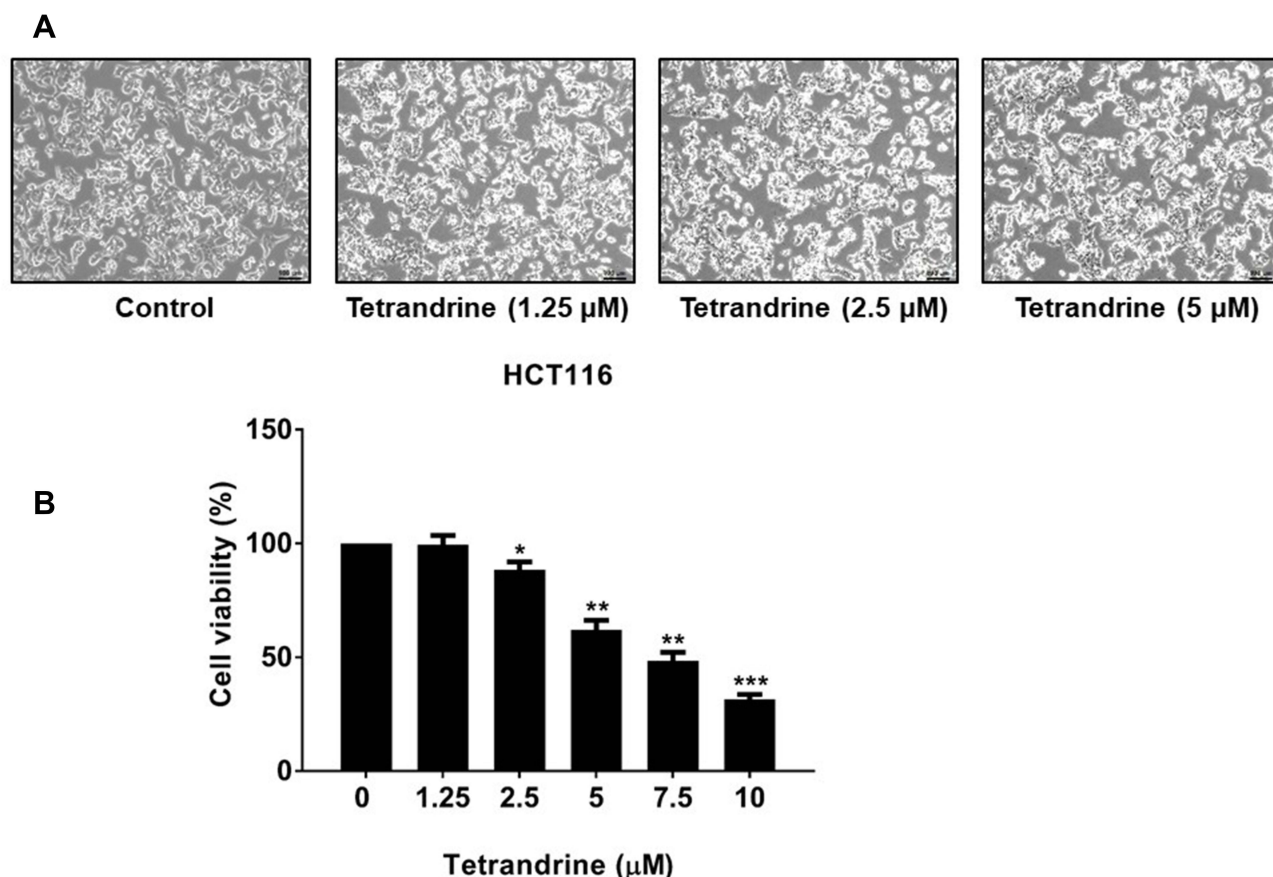 A
Control
Tetrandrine (1.25 µM)
Tetrandrine (2.5 µM)
Tetrandrine (5 µM)
HCT116
B
Cell viability (%)
150
100
50
0
*
**
**
***
0 1.25 2.5 5 7.5 10
Tetrandrine (µM)